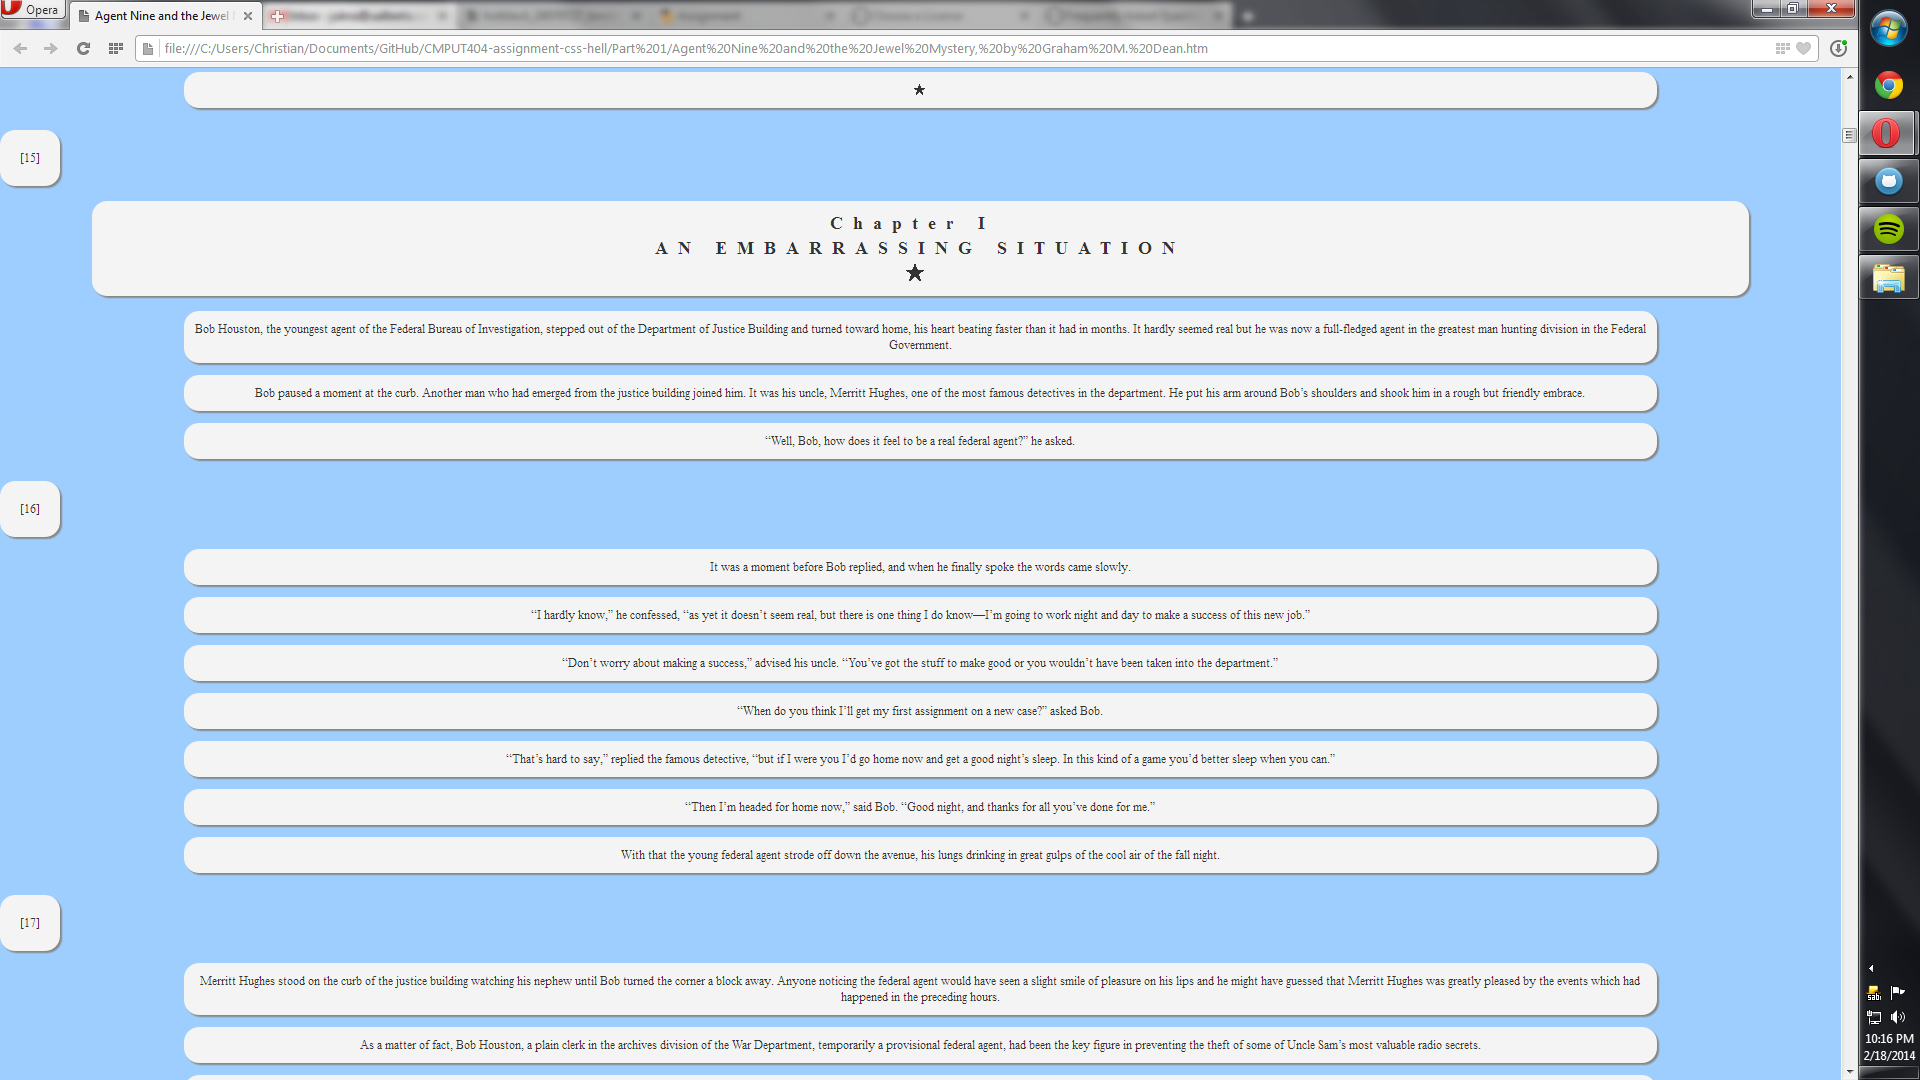 Opera
Agent Nine and the Jewel
file:///C:/Users/Christian/Documents/GitHub/CMPUT404-assignment-css-hell/Part%201/Agent%20Nine%20and%20the%20Jewel%20Mystery,%20by%20Graham%20M.%20Dean.htm
★
[15]
Chapter I
AN EMBARRASSING SITUATION
★
Bob Houston, the youngest agent of the Federal Bureau of Investigation, stepped out of the Department of Justice Building and turned toward home, his heart beating faster than it had in months. It hardly seemed real but he was now a full-fledged agent in the greatest man hunting division in the Federal
Government.
Bob paused a moment at the curb. Another man who had emerged from the justice building joined him. It was his uncle, Merritt Hughes, one of the most famous detectives in the department. He put his arm around Bob’s shoulders and shook him in a rough but friendly embrace.
“Well, Bob, how does it feel to be a real federal agent?” he asked.
[16]
It was a moment before Bob replied, and when he finally spoke the words came slowly.
“I hardly know,” he confessed, “as yet it doesn’t seem real, but there is one thing I do know—I’m going to work night and day to make a success of this new job.”
“Don’t worry about making a success,” advised his uncle. “You’ve got the stuff to make good or you wouldn’t have been taken into the department.”
“When do you think I’ll get my first assignment on a new case?” asked Bob.
“That’s hard to say,” replied the famous detective, “but if I were you I’d go home now and get a good night’s sleep. In this kind of a game you’d better sleep when you can.”
“Then I’m headed for home now,” said Bob. “Good night, and thanks for all you’ve done for me.”
With that the young federal agent strode off down the avenue, his lungs drinking in great gulps of the cool air of the fall night.
[17]
Merritt Hughes stood on the curb of the justice building watching his nephew until Bob turned the corner a block away. Anyone noticing the federal agent would have seen a slight smile of pleasure on his lips and he might have guessed that Merritt Hughes was greatly pleased by the events which had
happened in the preceding hours.
As a matter of fact, Bob Houston, a plain clerk in the archives division of the War Department, temporarily a provisional federal agent, had been the key figure in preventing the theft of some of Uncle Sam’s most valuable radio secrets.
10:16 PM
2/18/2014